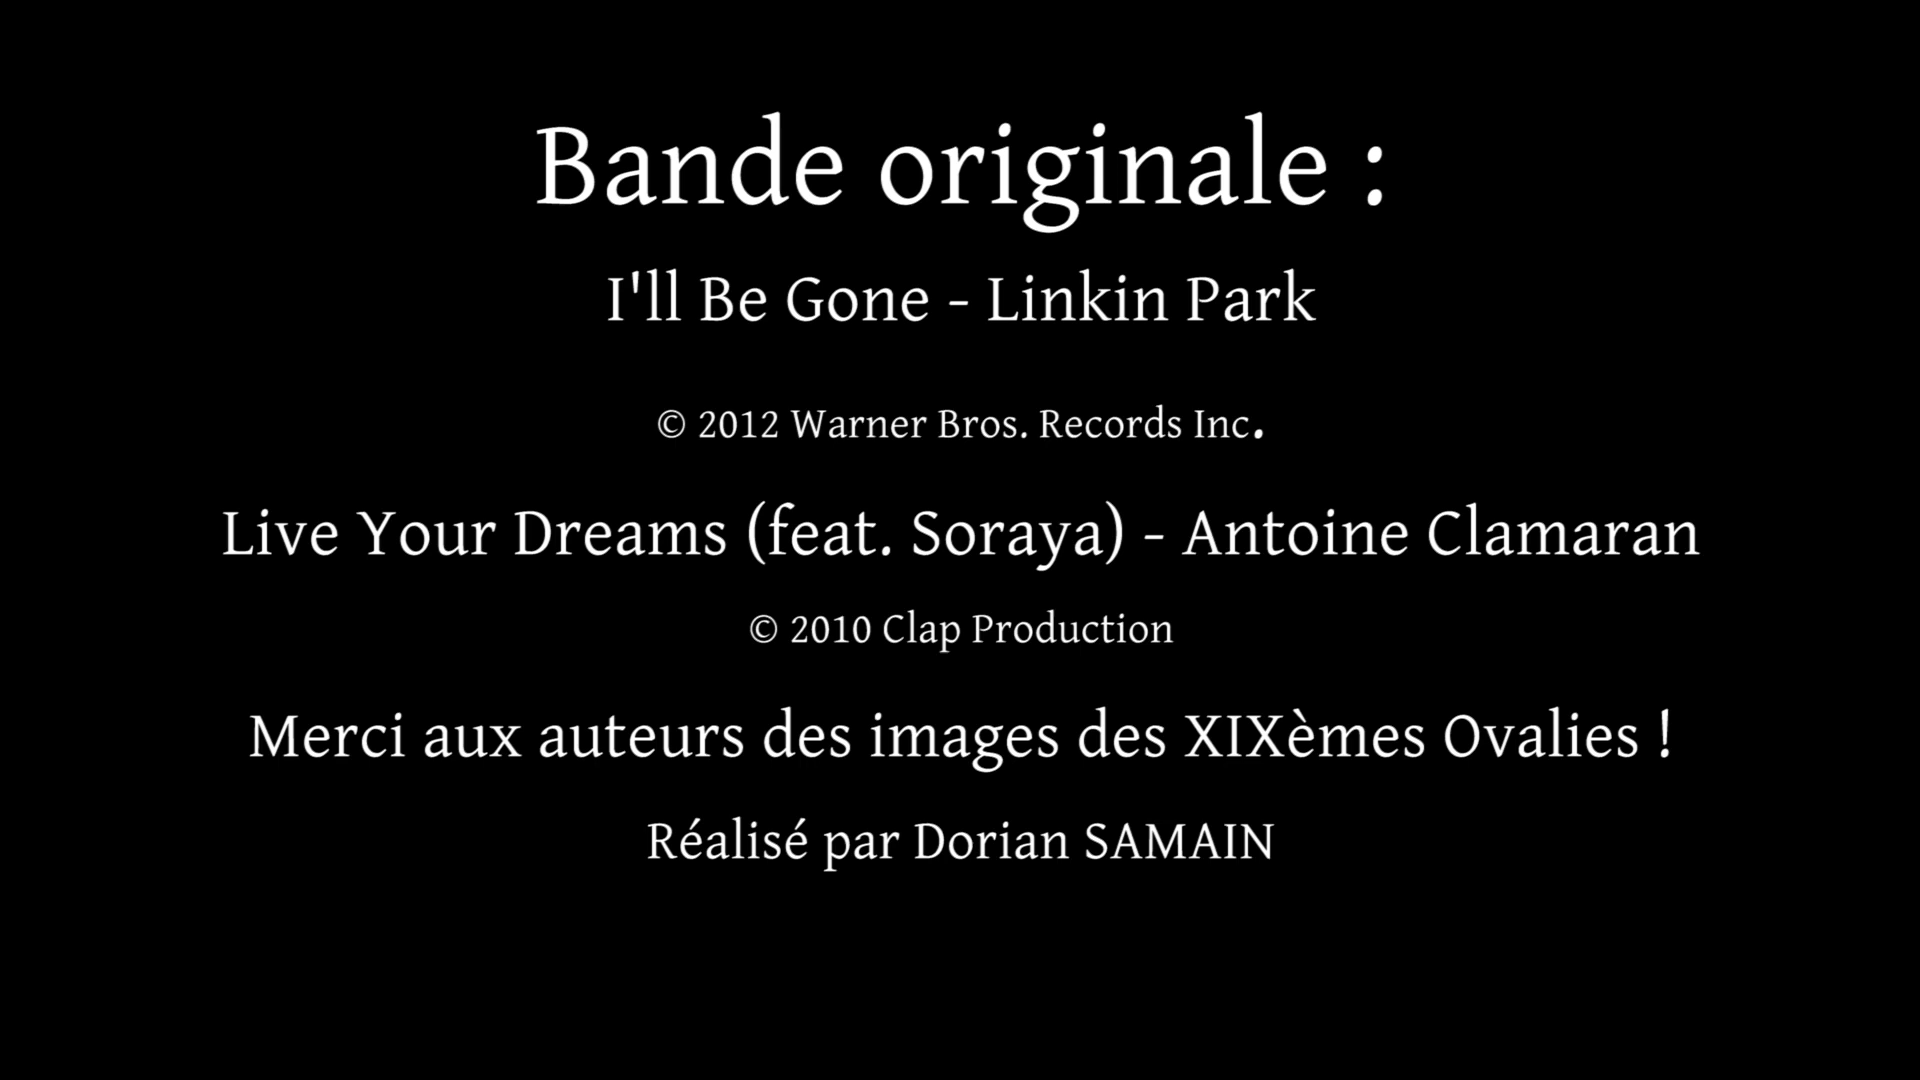 Bande originale :
I'll Be Gone - Linkin Park
© 2012 Warner Bros. Records Inc.
Live Your Dreams (feat. Soraya) - Antoine Clamaran
© 2010 Clap Production
Merci aux auteurs des images des XIXèmes Ovalies !
Réalisé par Dorian SAMAIN